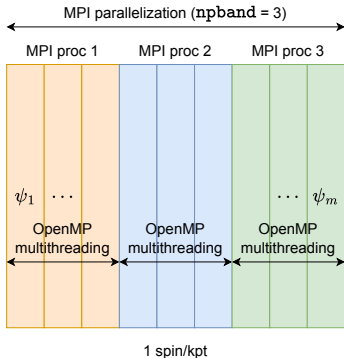 MPI parallelization (npband = 3)
MPI proc 1 MPI proc 2 MPI proc 3
ψ₁ ⋯ ⋯ ψₘ
OpenMP OpenMP OpenMP
multithreading multithreading multithreading
1 spin/kpt